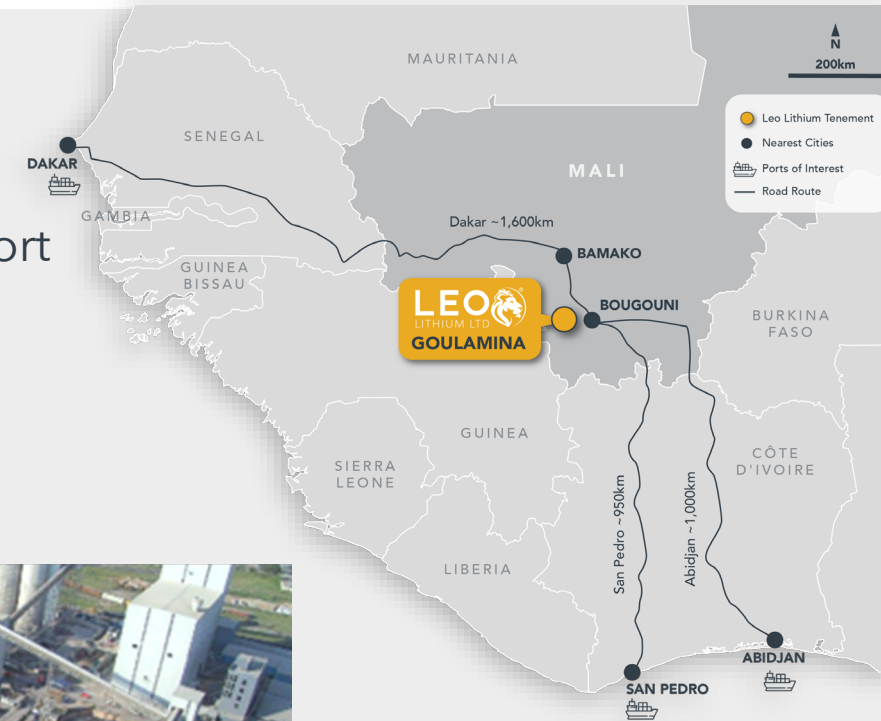 ort
MAURITANIA
N
200km
Leo Lithium Tenement
Nearest Cities
Ports of Interest
Road Route
SENEGAL
DAKAR
MALI
GAMBIA
Dakar ~1,600km
BAMAKO
GUINEA
BISSAU
LEO
LITHIUM LTD
GOULAMINA
BOUGOUNI
BURKINA
FASO
GUINEA
SIERRA
LEONE
CÔTE
D'IVOIRE
San Pedro ~950km
Abidjan ~1,000km
LIBERIA
ABIDJAN
SAN PEDRO